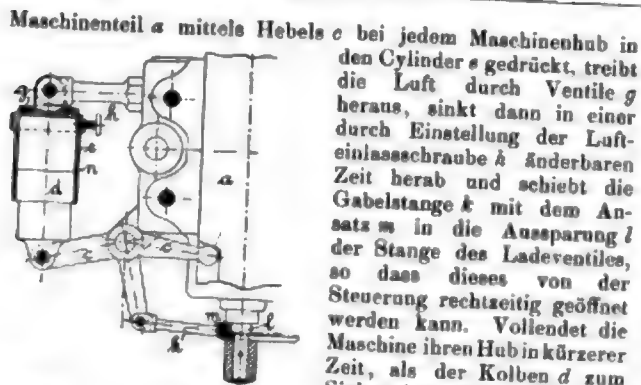 Maschinenteil a mittels Hebels c bei jedem Maschinenhub in
den Cylinder e gedrückt, treibt
die Luft durch Ventile g
heraus, sinkt dann in einer
durch Einstellung der Luft-
einlassschraube h änderbaren
Zeit herab und schiebt die
Gabelstange k mit dem An-
satz m in die Aussparung l
der Stange des Ladeventiles,
so dass dieses von der
Steuerung rechtzeitig geöffnet
werden kann. Vollendet die
Maschine ihren Hub in kürzerer
Zeit, als der Kolben d zum
g
h
e
n
d
a
c
m
l
k